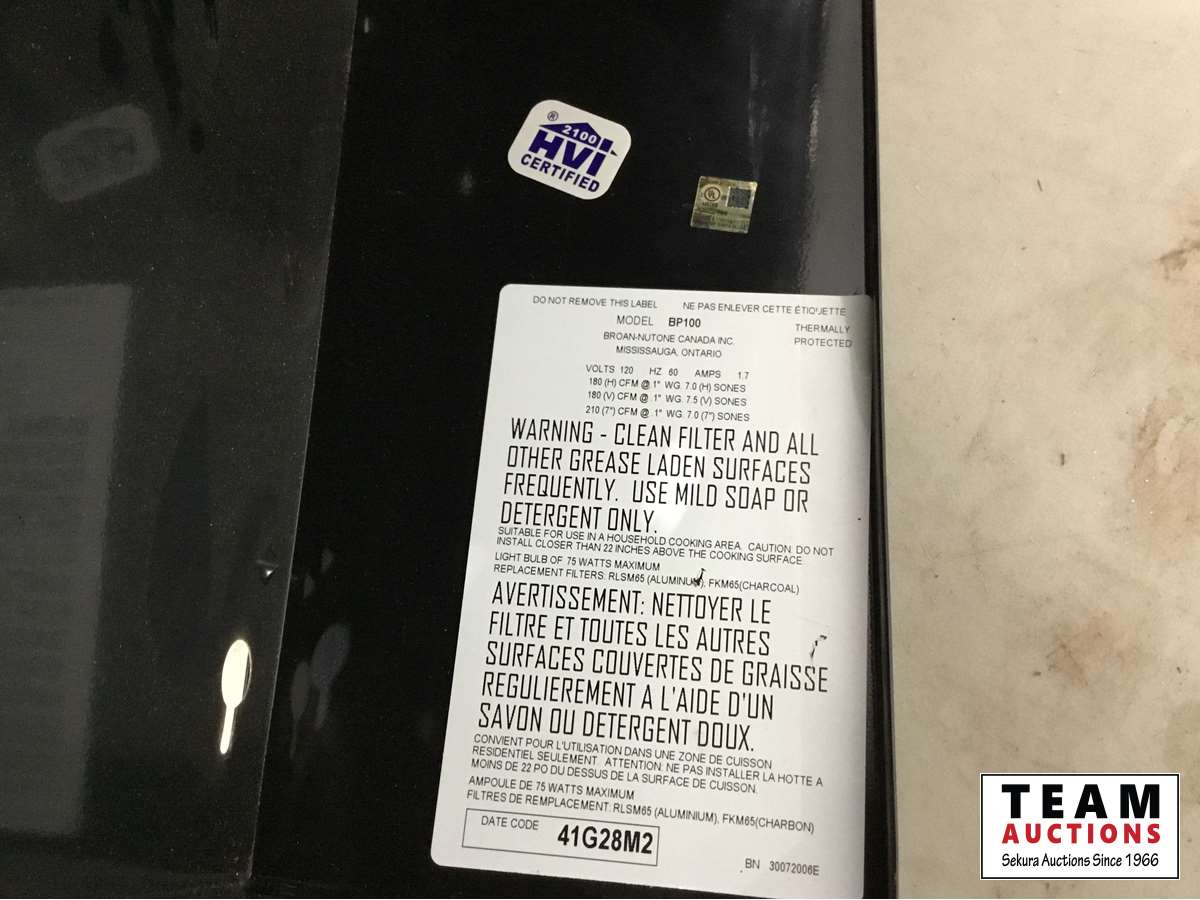 ®
2100
HVI
CERTIFIED
UL
DO NOT REMOVE THIS LABEL NE PAS ENLEVER CETTE ÉTIQUETTE
MODEL BP100 THERMALLY
BROAN-NUTONE CANADA INC. PROTECTED
MISSISSAUGA, ONTARIO
VOLTS 120 HZ 60 AMPS 1.7
180 (H) CFM @ .1" WG. 7.0 (H) SONES
180 (V) CFM @ .1" WG. 7.5 (V) SONES
210 (7") CFM @ .1" WG. 7.0 (7") SONES
WARNING - CLEAN FILTER AND ALL
OTHER GREASE LADEN SURFACES
FREQUENTLY. USE MILD SOAP OR
DETERGENT ONLY.
SUITABLE FOR USE IN A HOUSEHOLD COOKING AREA. CAUTION: DO NOT
INSTALL CLOSER THAN 22 INCHES ABOVE THE COOKING SURFACE.
LIGHT BULB OF 75 WATTS MAXIMUM
REPLACEMENT FILTERS: RLSM65 (ALUMINUM), FKM65(CHARCOAL)
AVERTISSEMENT: NETTOYER LE
FILTRE ET TOUTES LES AUTRES
SURFACES COUVERTES DE GRAISSE
REGULIEREMENT A L'AIDE D'UN
SAVON OU DETERGENT DOUX.
CONVIENT POUR L'UTILISATION DANS UNE ZONE DE CUISSON
RESIDENTIEL SEULEMENT. ATTENTION: NE PAS INSTALLER LA HOTTE A
MOINS DE 22 PO DU DESSUS DE LA SURFACE DE CUISSON.
AMPOULE DE 75 WATTS MAXIMUM
FILTRES DE REMPLACEMENT: RLSM65 (ALUMINIUM), FKM65(CHARBON)
DATE CODE 41G28M2
BN 30072006E
TEAM
AUCTIONS
Sekura Auctions Since 1966